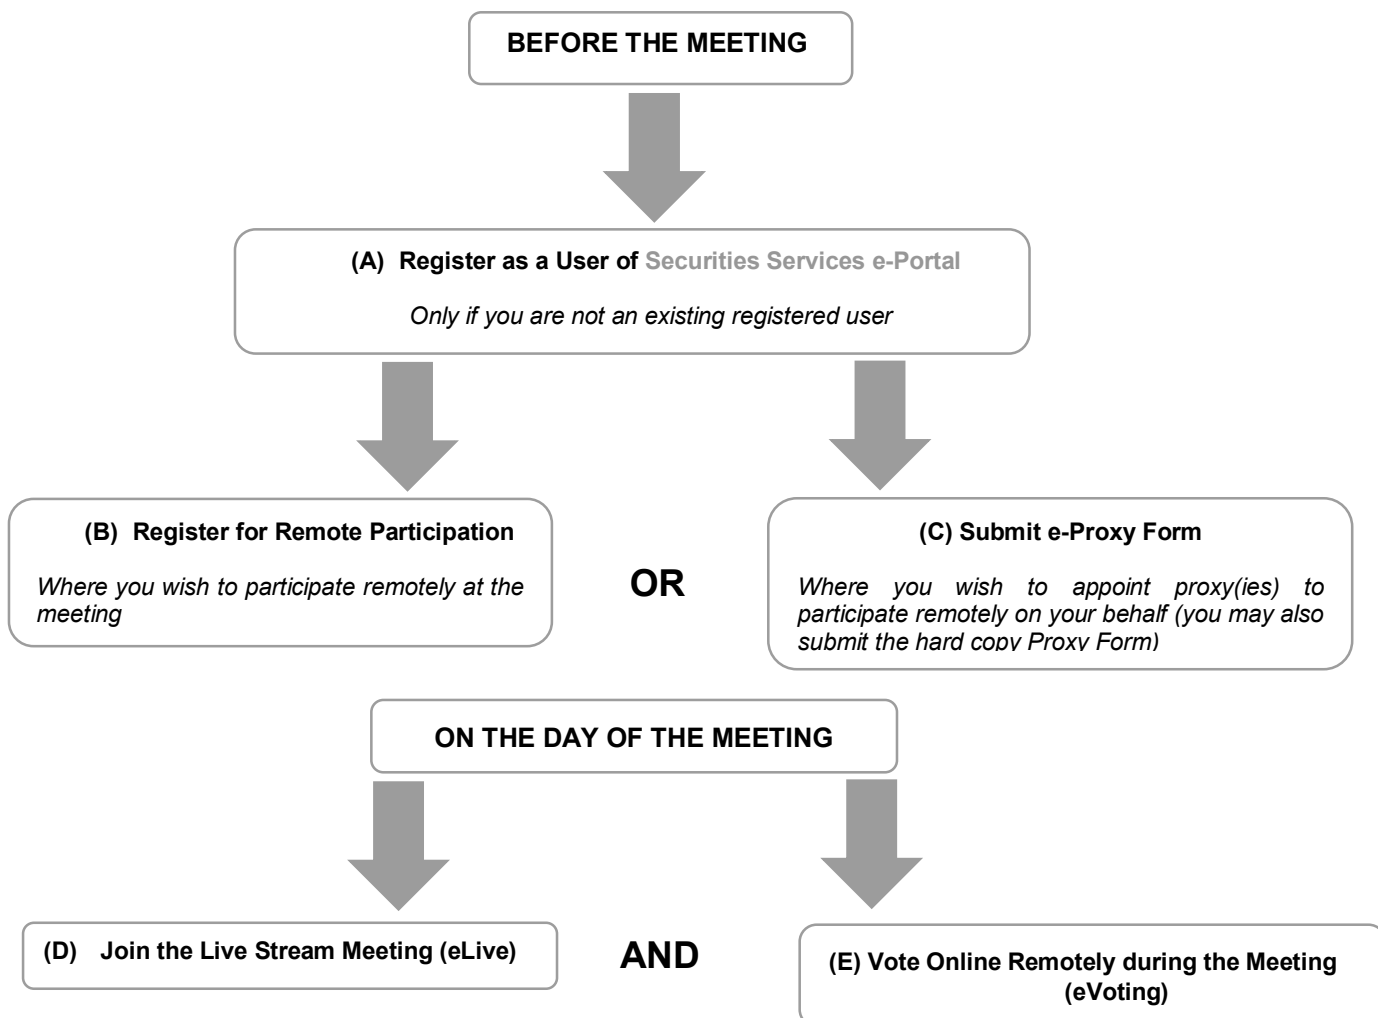 BEFORE THE MEETING
(A) Register as a User of Securities Services e-Portal
Only if you are not an existing registered user
(B) Register for Remote Participation
Where you wish to participate remotely at the
meeting
OR
(C) Submit e-Proxy Form
Where you wish to appoint proxy(ies) to
participate remotely on your behalf (you may also
submit the hard copy Proxy Form)
ON THE DAY OF THE MEETING
(D) Join the Live Stream Meeting (eLive)
AND
(E) Vote Online Remotely during the Meeting
(eVoting)